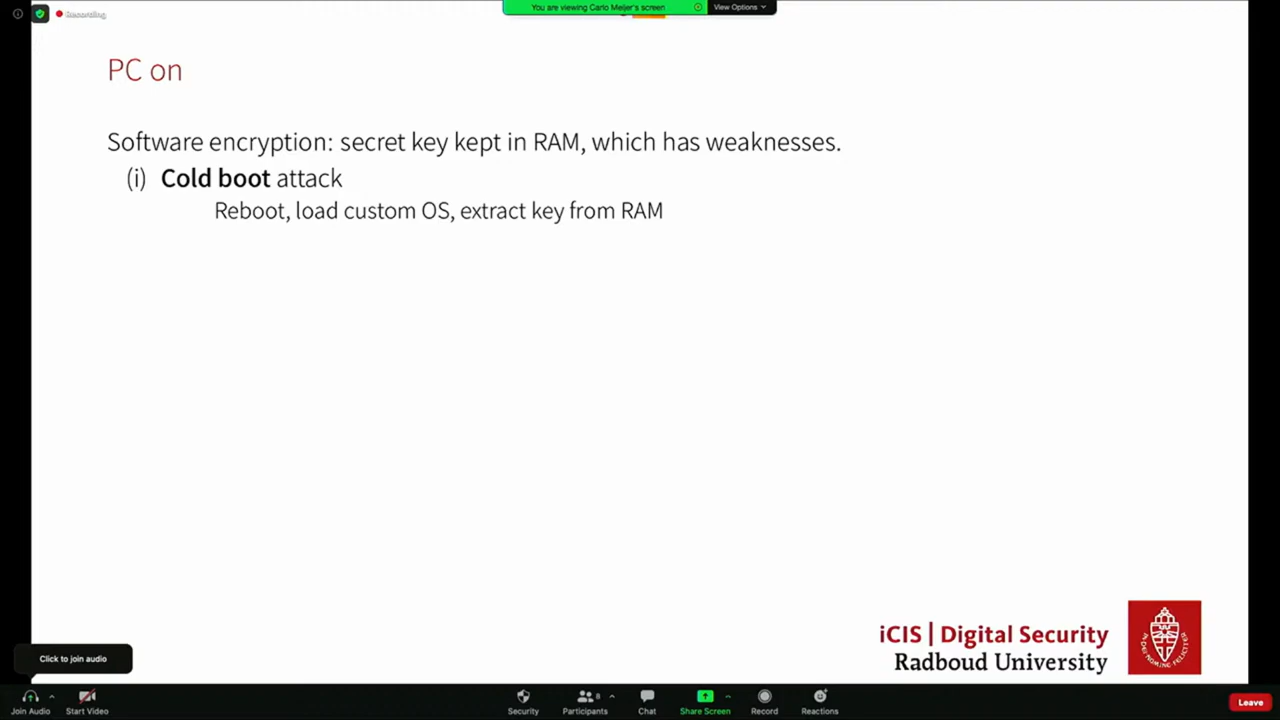 Recording
You are viewing Carlo Meijer's screen
View Options
PC on
Software encryption: secret key kept in RAM, which has weaknesses.
(i) Cold boot attack
Reboot, load custom OS, extract key from RAM
iCIS | Digital Security
Radboud University
Click to join audio
Join Audio
Start Video
Security
Participants
8
Chat
Share Screen
Record
Reactions
Leave